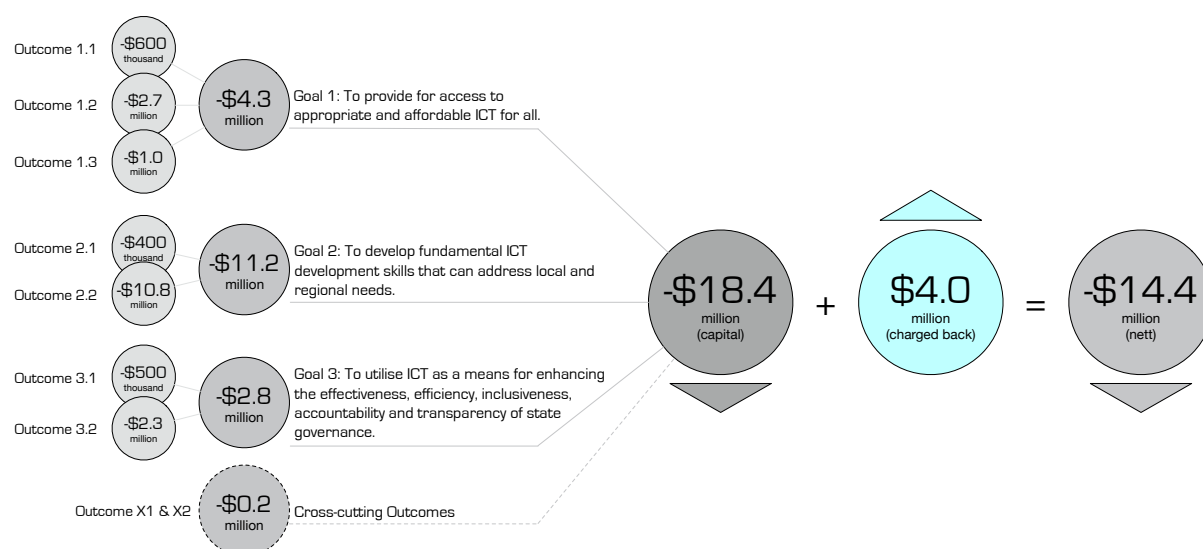 Outcome 1.1
-$600
thousand
Outcome 1.2
-$2.7
million
Outcome 1.3
-$1.0
million
-$4.3
million
Goal 1: To provide for access to
appropriate and affordable ICT for all.
Outcome 2.1
-$400
thousand
Outcome 2.2
-$10.8
million
-$11.2
million
Goal 2: To develop fundamental ICT
development skills that can address local and
regional needs.
Outcome 3.1
-$500
thousand
Outcome 3.2
-$2.3
million
-$2.8
million
Goal 3: To utilise ICT as a means for enhancing
the effectiveness, efficiency, inclusiveness,
accountability and transparency of state
governance.
Outcome X1 & X2
-$0.2
million
Cross-cutting Outcomes
-$18.4
million
(capital)
+
$4.0
million
(charged back)
=
-$14.4
million
(nett)